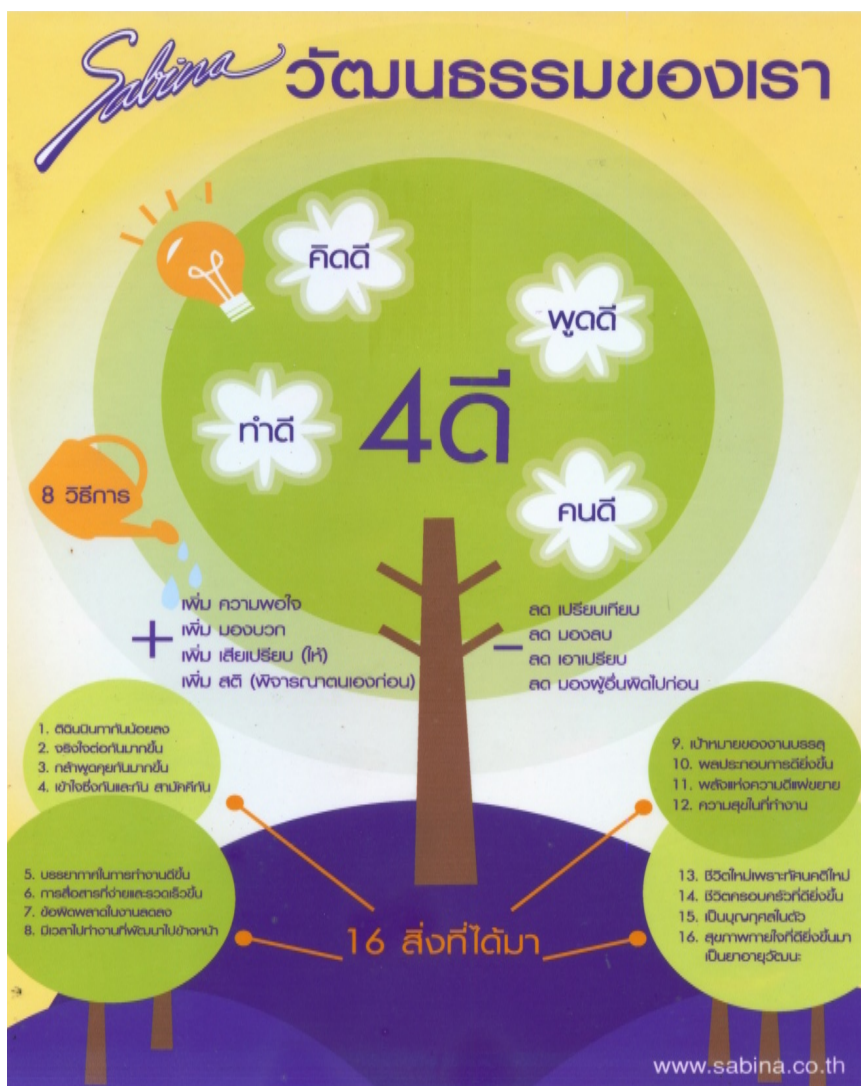 Sabina วัฒนธรรมของเรา
คิดดี
พูดดี
ทำดี
4ดี
คนดี
8 วิธีการ
+
เพิ่ม ความพอใจ
เพิ่ม มองบวก
เพิ่ม เสียเปรียบ (ให้)
เพิ่ม สติ (พิจารณาตนเองก่อน)
-
ลด เปรียบเทียบ
ลด มองลบ
ลด เอาเปรียบ
ลด มองผู้อื่นผิดไปก่อน
1. ติฉินนินทากันน้อยลง
2. จริงใจต่อกันมากขึ้น
3. กล้าพูดคุยกันมากขึ้น
4. เข้าใจซึ่งกันและกัน สามัคคีกัน
5. บรรยากาศในการทำงานดีขึ้น
6. การสื่อสารที่ง่ายและรวดเร็วขึ้น
7. ข้อผิดพลาดในงานลดลง
8. มีเวลาไปทำงานที่พัฒนาไปข้างหน้า
9. เป้าหมายของงานบรรลุ
10. ผลประกอบการดียิ่งขึ้น
11. พลังแห่งความดีแผ่ขยาย
12. ความสุขในที่ทำงาน
13. ชีวิตใหม่เพราะทัศนคติใหม่
14. ชีวิตครอบครัวที่ดียิ่งขึ้น
15. เป็นบุญกุศลในตัว
16. สุขภาพกายใจที่ดียิ่งขึ้นมา
เป็นยาอายุวัฒนะ
16 สิ่งที่ได้มา
www.sabina.co.th